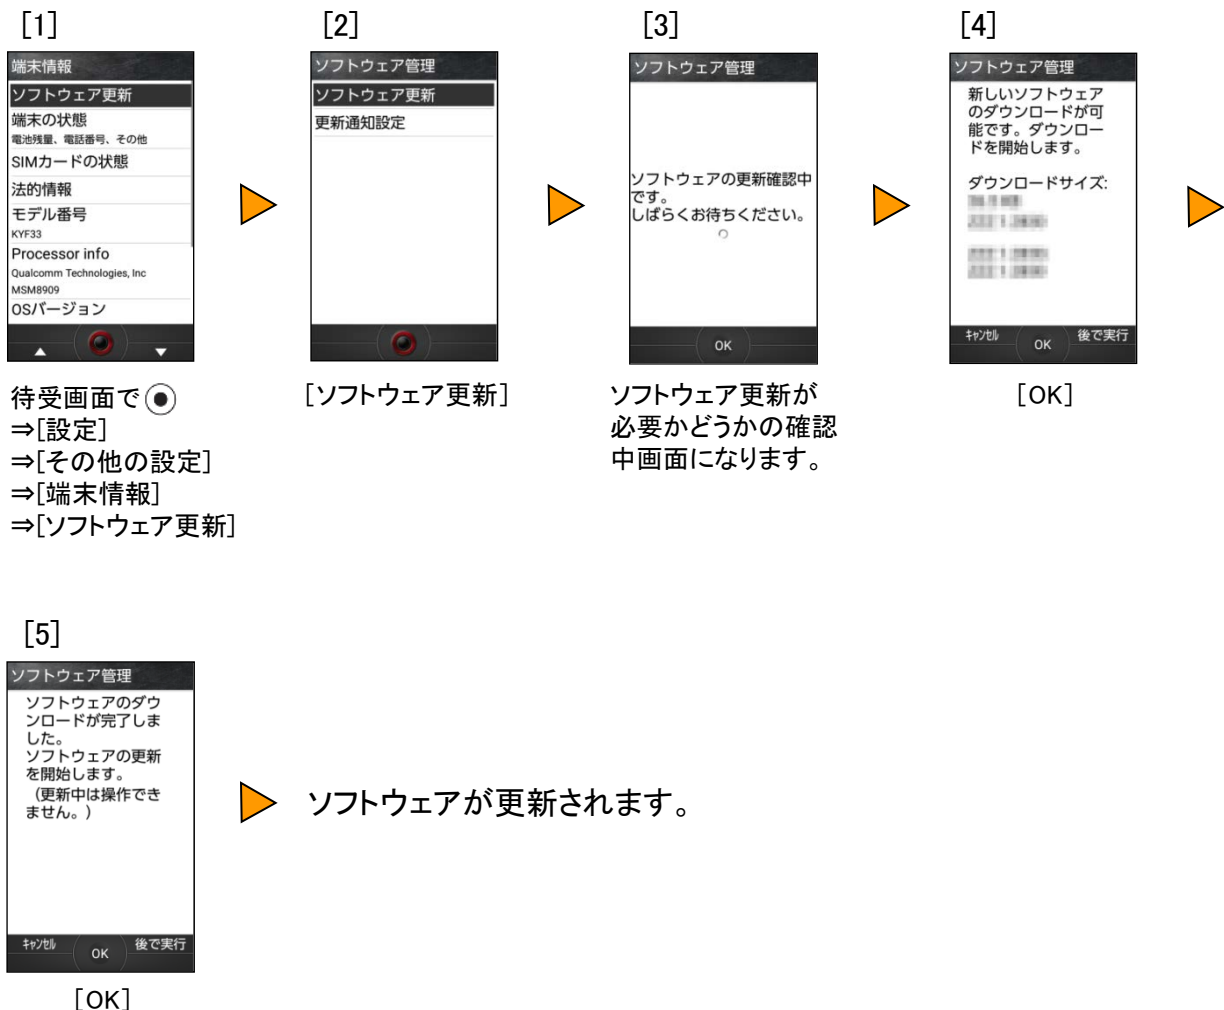 [1]
端末情報
ソフトウェア更新
端末の状態
電池残量、電話番号、その他
SIMカードの状態
法的情報
モデル番号
KYF33
Processor info
Qualcomm Technologies, Inc
MSM8909
OSバージョン
待受画面で
⇒[設定]
⇒[その他の設定]
⇒[端末情報]
⇒[ソフトウェア更新]
[2]
ソフトウェア管理
ソフトウェア更新
更新通知設定
[ソフトウェア更新]
[3]
ソフトウェア管理
ソフトウェアの更新確認中
です。
しばらくお待ちください。
OK
ソフトウェア更新が
必要かどうかの確認
中画面になります。
[4]
ソフトウェア管理
新しいソフトウェア
のダウンロードが可
能です。ダウンロー
ドを開始します。
ダウンロードサイズ:
ｷｬﾝｾﾙ OK 後で実行
[OK]
[5]
ソフトウェア管理
ソフトウェアのダウ
ンロードが完了しま
した。
ソフトウェアの更新
を開始します。
（更新中は操作でき
ません。）
ｷｬﾝｾﾙ OK 後で実行
[OK]
ソフトウェアが更新されます。